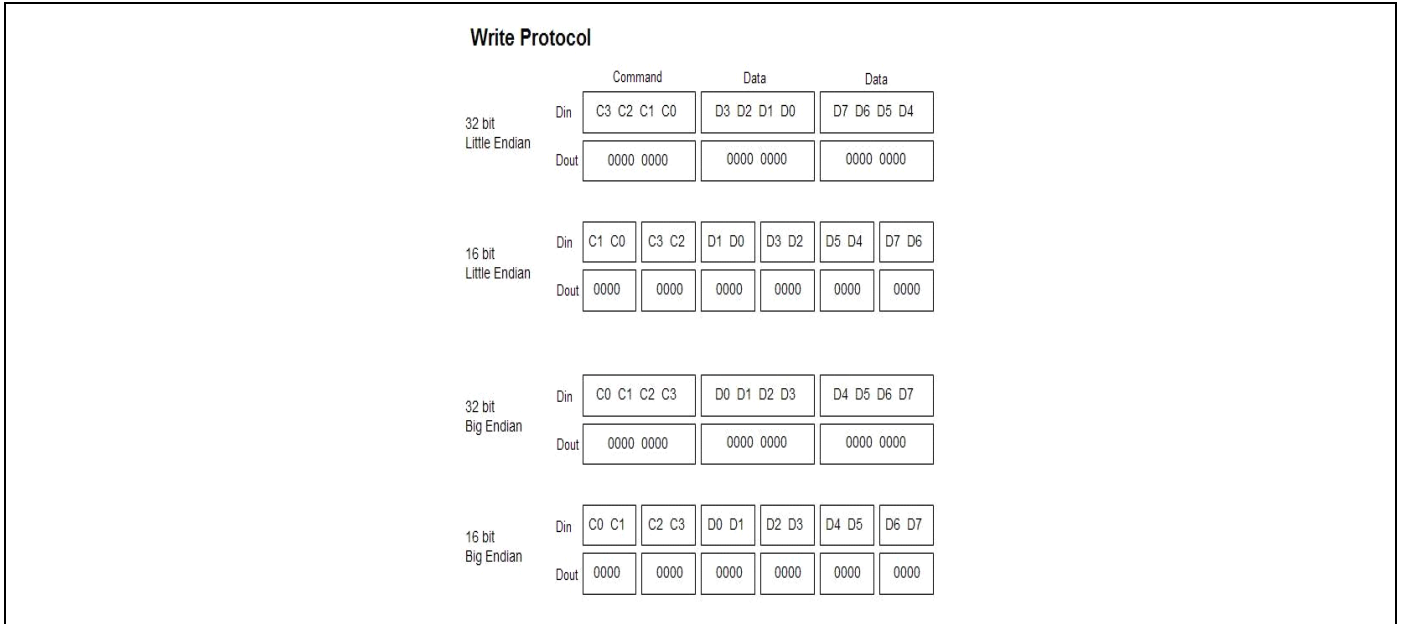 Write Protocol
Command Data Data
32 bit
Little Endian
Din C3 C2 C1 C0 D3 D2 D1 D0 D7 D6 D5 D4
Dout 0000 0000 0000 0000 0000 0000
16 bit
Little Endian
Din C1 C0 C3 C2 D1 D0 D3 D2 D5 D4 D7 D6
Dout 0000 0000 0000 0000 0000 0000
32 bit
Big Endian
Din C0 C1 C2 C3 D0 D1 D2 D3 D4 D5 D6 D7
Dout 0000 0000 0000 0000 0000 0000
16 bit
Big Endian
Din C0 C1 C2 C3 D0 D1 D2 D3 D4 D5 D6 D7
Dout 0000 0000 0000 0000 0000 0000